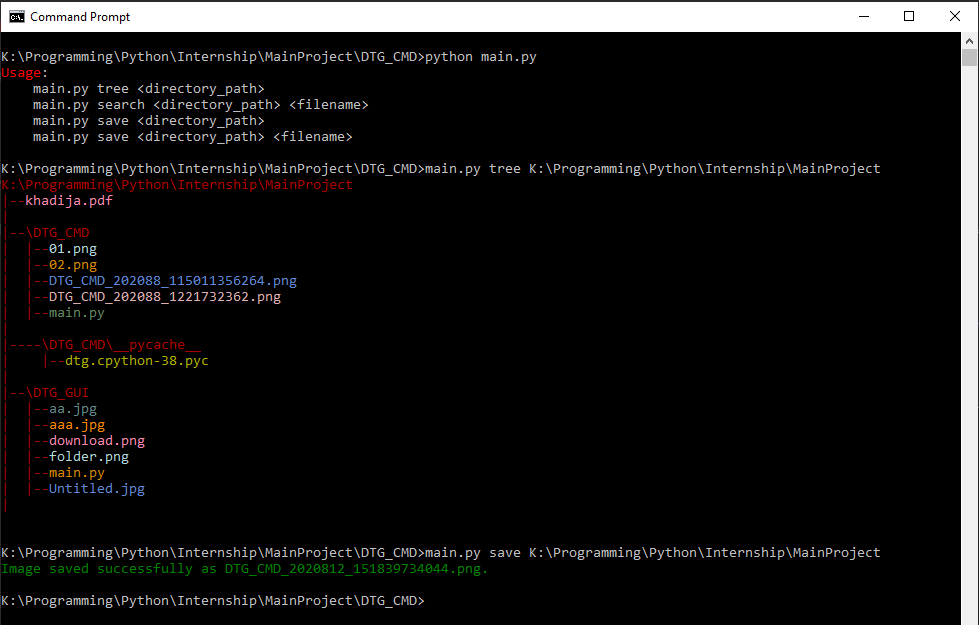 Command Prompt
K:\Programming\Python\Internship\MainProject\DTG_CMD>python main.py
Usage:
    main.py tree <directory_path>
    main.py search <directory_path> <filename>
    main.py save <directory_path>
    main.py save <directory_path> <filename>
K:\Programming\Python\Internship\MainProject\DTG_CMD>main.py tree K:\Programming\Python\Internship\MainProject
K:\Programming\Python\Internship\MainProject
|--khadija.pdf
|
|--\DTG_CMD
|  |--01.png
|  |--02.png
|  |--DTG_CMD_202088_115011356264.png
|  |--DTG_CMD_202088_1221732362.png
|  |--main.py
|
|----\DTG_CMD\__pycache__
|    |--dtg.cpython-38.pyc
|
|--\DTG_GUI
|  |--aa.jpg
|  |--aaa.jpg
|  |--download.png
|  |--folder.png
|  |--main.py
|  |--Untitled.jpg
|
K:\Programming\Python\Internship\MainProject\DTG_CMD>main.py save K:\Programming\Python\Internship\MainProject
Image saved successfully as DTG_CMD_2020812_151839734044.png.
K:\Programming\Python\Internship\MainProject\DTG_CMD>